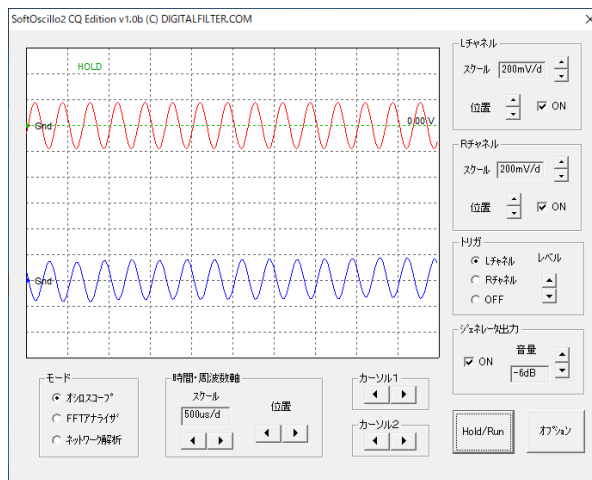 SoftOscillo2 CQ Edition v1.0b (C) DIGITALFILTER.COM
HOLD
Gnd
0.00 V
Gnd
Lチャネル
スケール 200mV/d
位置 ON
Rチャネル
スケール 200mV/d
位置 ON
トリガ
Lチャネル レベル
Rチャネル
OFF
ジェネレータ出力
ON 音量
-6dB
モード
オシロスコープ
FFTアナライザ
ネットワーク解析
時間・周波数軸
スケール
500us/d
位置
カーソル1
カーソル2
Hold/Run
オプション